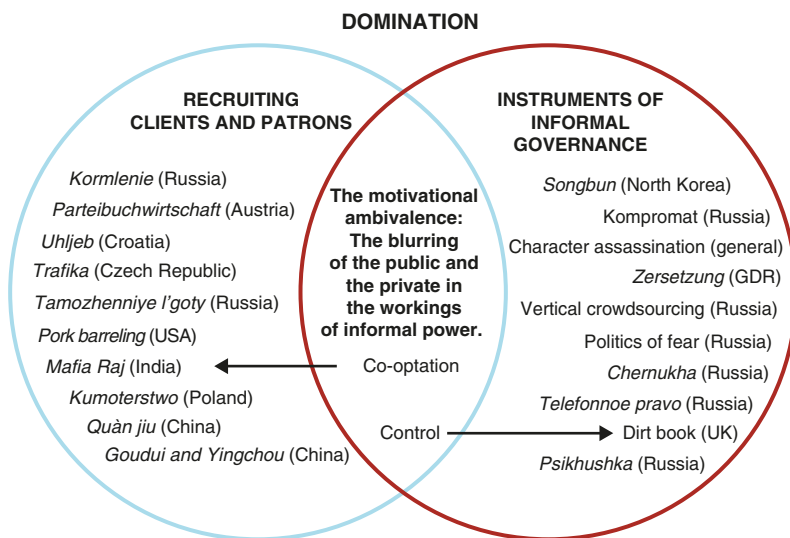 DOMINATION
RECRUITING
CLIENTS AND PATRONS
Kormlenie (Russia)
Parteibuchwirtschaft (Austria)
Uhljeb (Croatia)
Trafika (Czech Republic)
Tamozhenniye l'goty (Russia)
Pork barreling (USA)
Mafia Raj (India)
Kumoterstwo (Poland)
Quàn jiu (China)
Goudui and Yingchou (China)
The motivational
ambivalence:
The blurring
of the public and
the private in
the workings
of informal power.
Co-optation
Control
INSTRUMENTS OF
INFORMAL
GOVERNANCE
Songbun (North Korea)
Kompromat (Russia)
Character assassination (general)
Zersetzung (GDR)
Vertical crowdsourcing (Russia)
Politics of fear (Russia)
Chernukha (Russia)
Telefonnoe pravo (Russia)
Dirt book (UK)
Psikhushka (Russia)